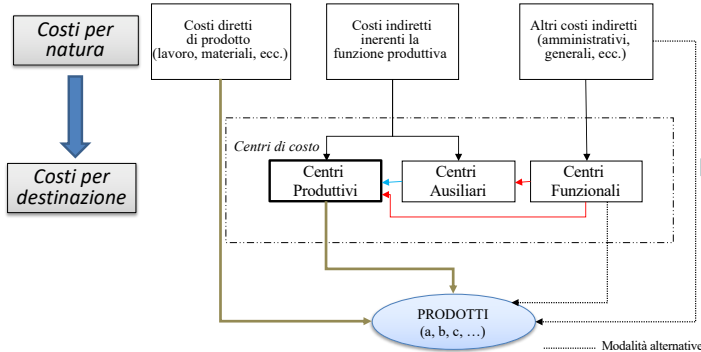 Costi per
natura
Costi diretti
di prodotto
(lavoro, materiali, ecc.)
Costi indiretti
inerenti la
funzione produttiva
Altri costi indiretti
(amministrativi,
generali, ecc.)
Costi per
destinazione
Centri di costo
Centri
Produttivi
Centri
Ausiliari
Centri
Funzionali
PRODOTTI
(a, b, c, …)
Modalità alternative